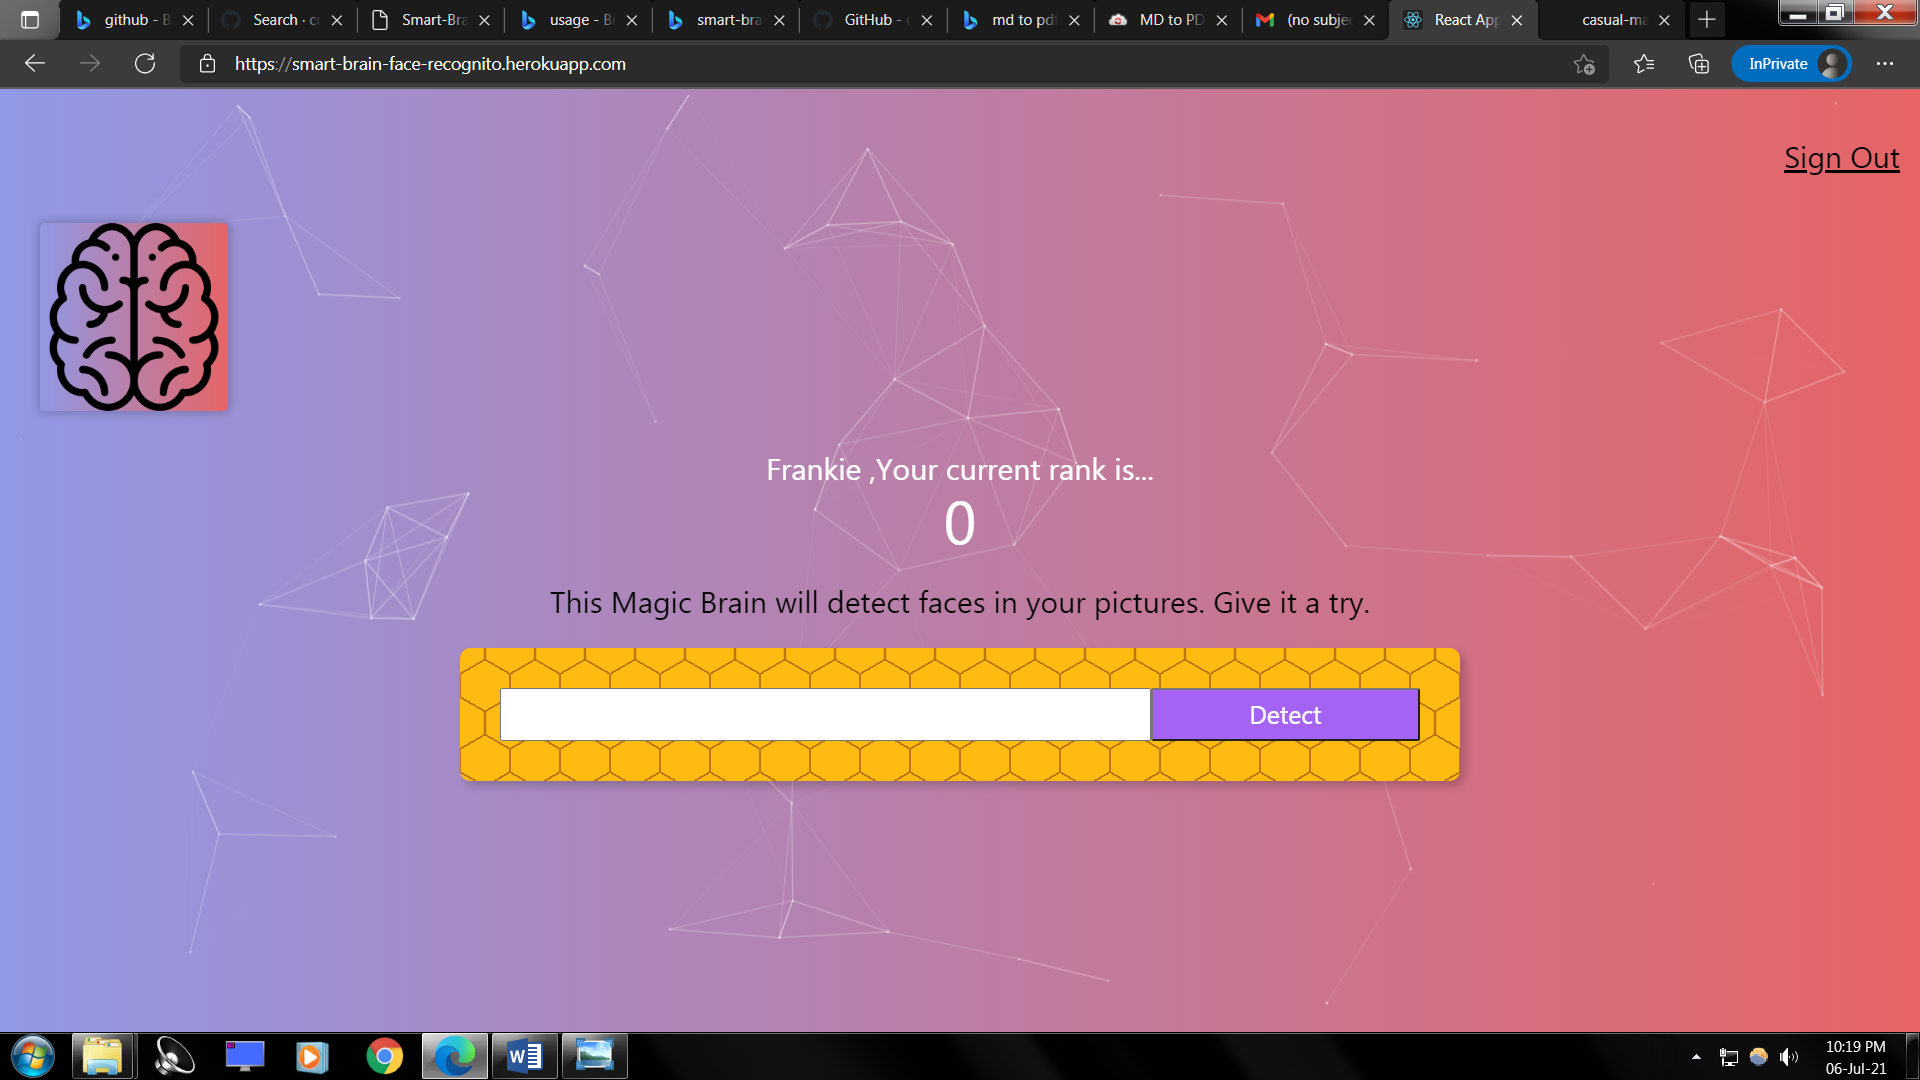 github - B
Search · c
Smart-Bra
usage - Bi
smart-bra
GitHub -
md to pdf
MD to PD
(no subje
React App
casual-ma
https://smart-brain-face-recognito.herokuapp.com
InPrivate
Sign Out
Frankie ,Your current rank is...
0
This Magic Brain will detect faces in your pictures. Give it a try.
Detect
10:19 PM
06-Jul-21